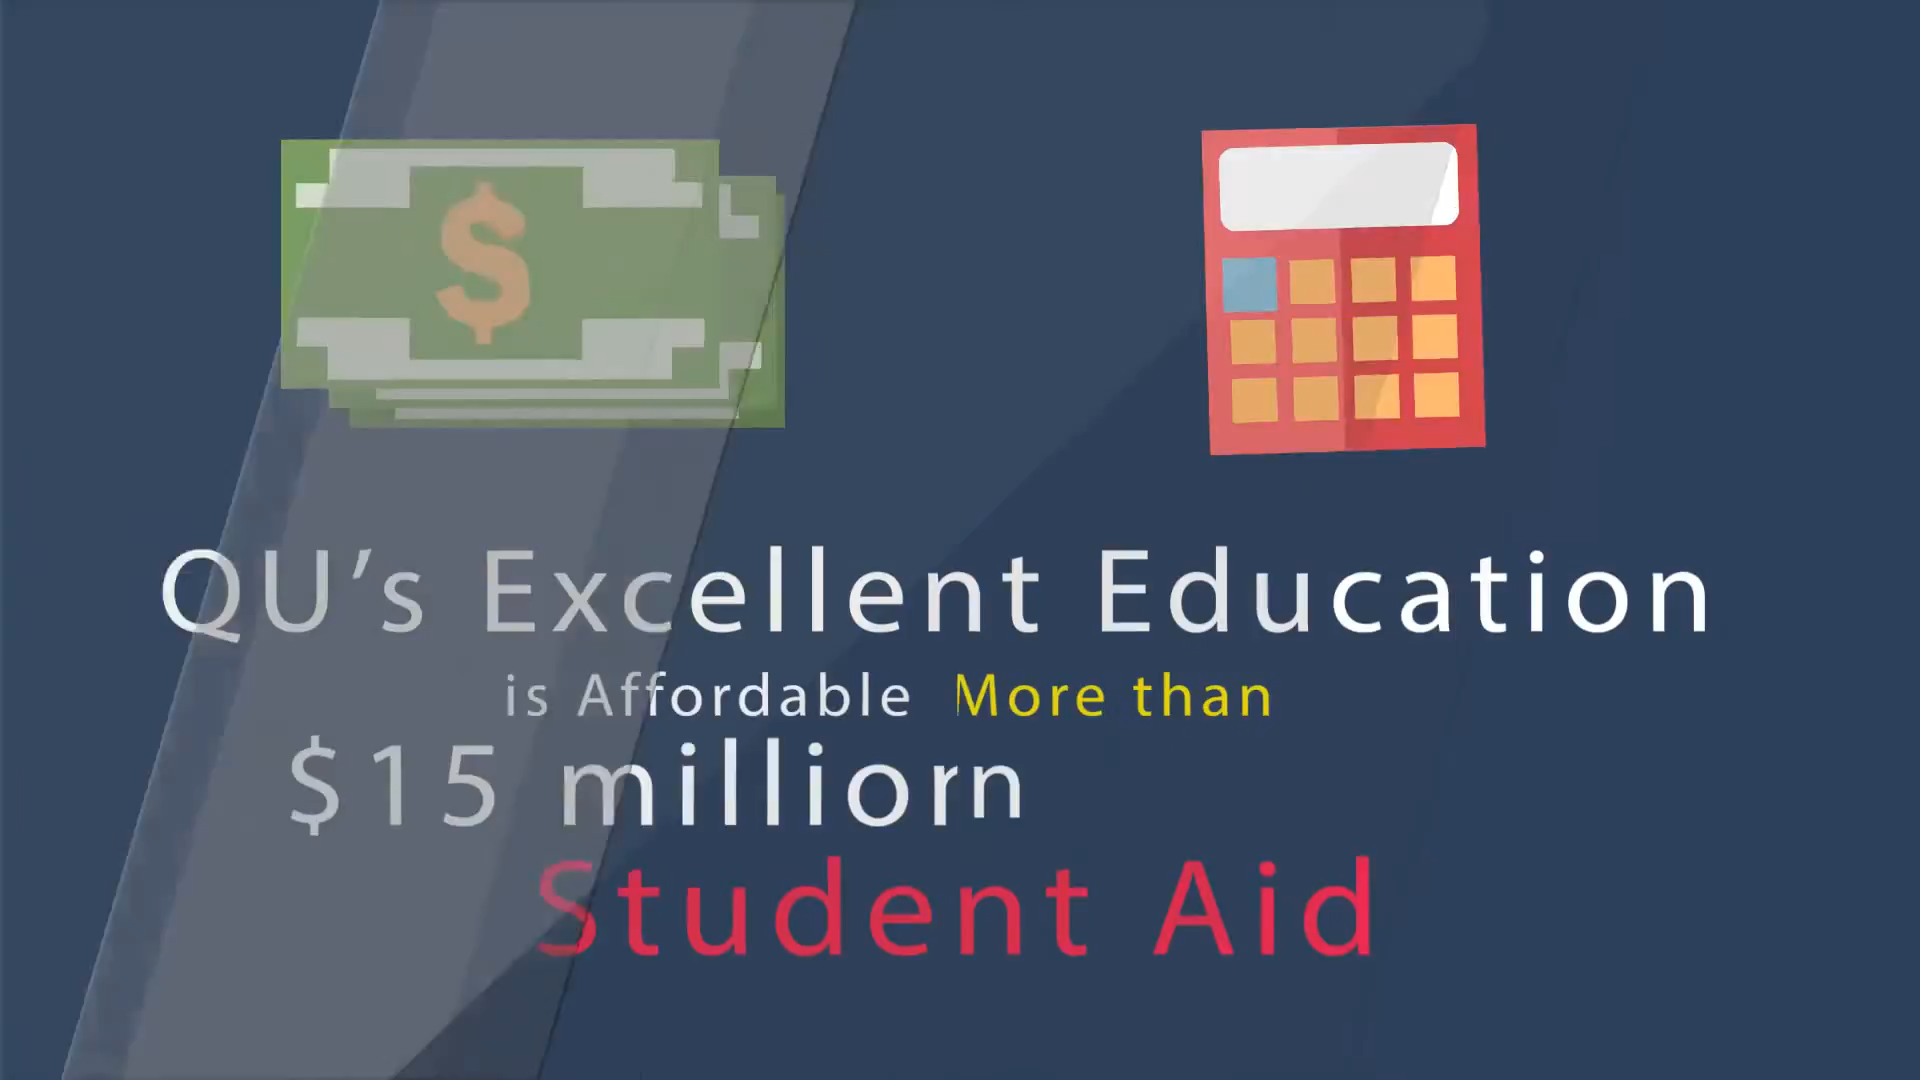 $
QU's Excellent Education
is Affordable More than
$15 milliorn
Student Aid